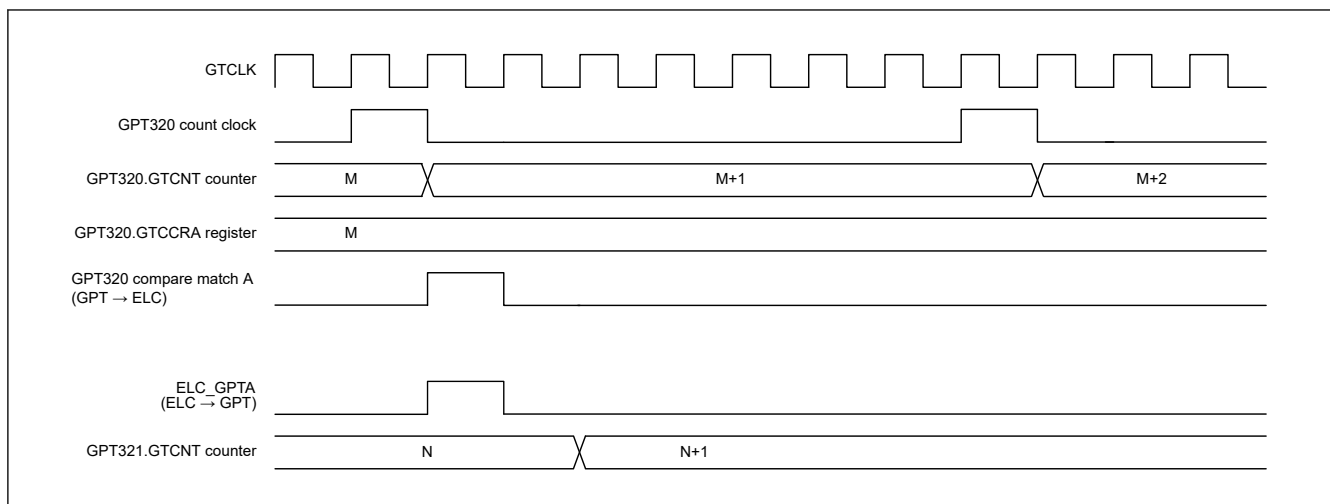 GTCLK
GPT320 count clock
GPT320.GTCNT counter
M
M+1
M+2
GPT320.GTCCRA register
M
GPT320 compare match A
(GPT → ELC)
ELC_GPTA
(ELC → GPT)
GPT321.GTCNT counter
N
N+1